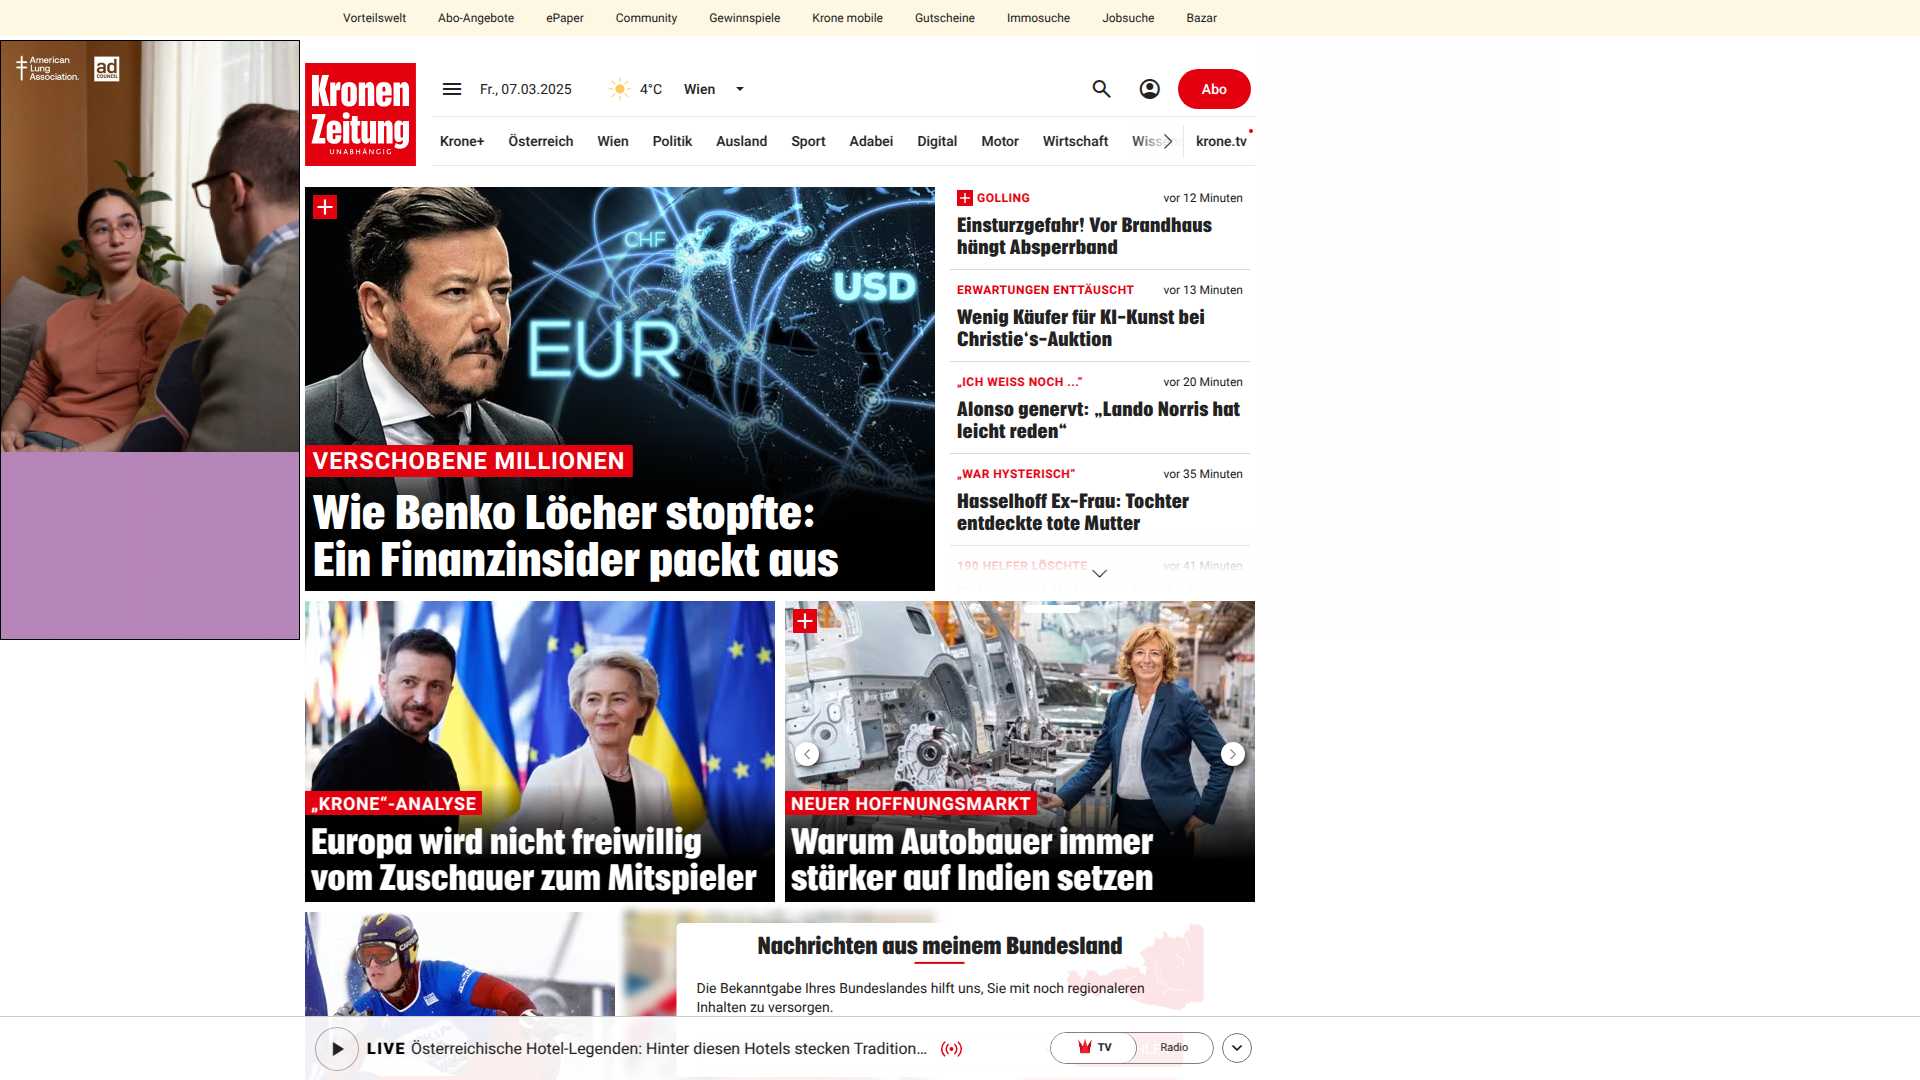 Vorteilswelt Abo-Angebote ePaper Community Gewinnspiele Krone mobile Gutscheine Immosuche Jobsuche Bazar
American
Lung
Association.
ad
COUNCIL
Kronen
Zeitung
UNABHÄNGIG
Fr., 07.03.2025 4°C Wien
Abo
Krone+ Österreich Wien Politik Ausland Sport Adabei Digital Motor Wirtschaft krone.tv
CHF
USD
EUR
VERSCHOBENE MILLIONEN
Wie Benko Löcher stopfte:
Ein Finanzinsider packt aus
GOLLING vor 12 Minuten
Einsturzgefahr! Vor Brandhaus
hängt Absperrband
ERWARTUNGEN ENTTÄUSCHT vor 13 Minuten
Wenig Käufer für KI-Kunst bei
Christie‘s-Auktion
„ICH WEISS NOCH ...“ vor 20 Minuten
Alonso genervt: „Lando Norris hat
leicht reden“
„WAR HYSTERISCH“ vor 35 Minuten
Hasselhoff Ex-Frau: Tochter
entdeckte tote Mutter
190 HELFER LÖSCHTE vor 41 Minuten
„KRONE“-ANALYSE
Europa wird nicht freiwillig
vom Zuschauer zum Mitspieler
NEUER HOFFNUNGSMARKT
Warum Autobauer immer
stärker auf Indien setzen
Nachrichten aus meinem Bundesland
Die Bekanntgabe Ihres Bundeslandes hilft uns, Sie mit noch regionaleren
Inhalten zu versorgen.
LIVE Österreichische Hotel-Legenden: Hinter diesen Hotels stecken Tradition...
TV Radio